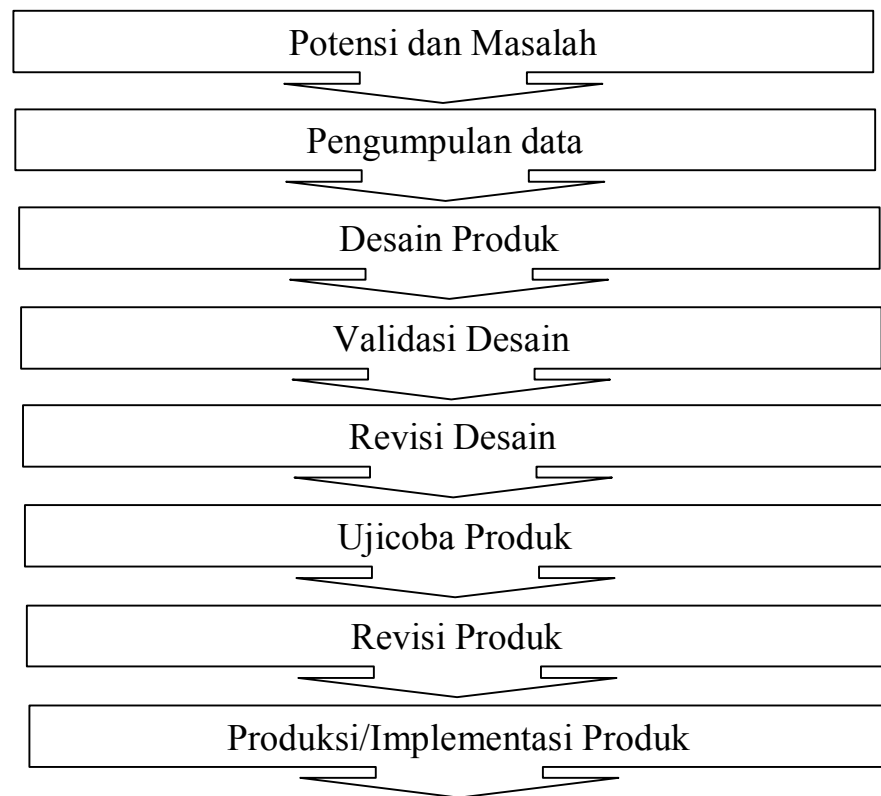 Potensi dan Masalah
Pengumpulan data
Desain Produk
Validasi Desain
Revisi Desain
Ujicoba Produk
Revisi Produk
Produksi/Implementasi Produk